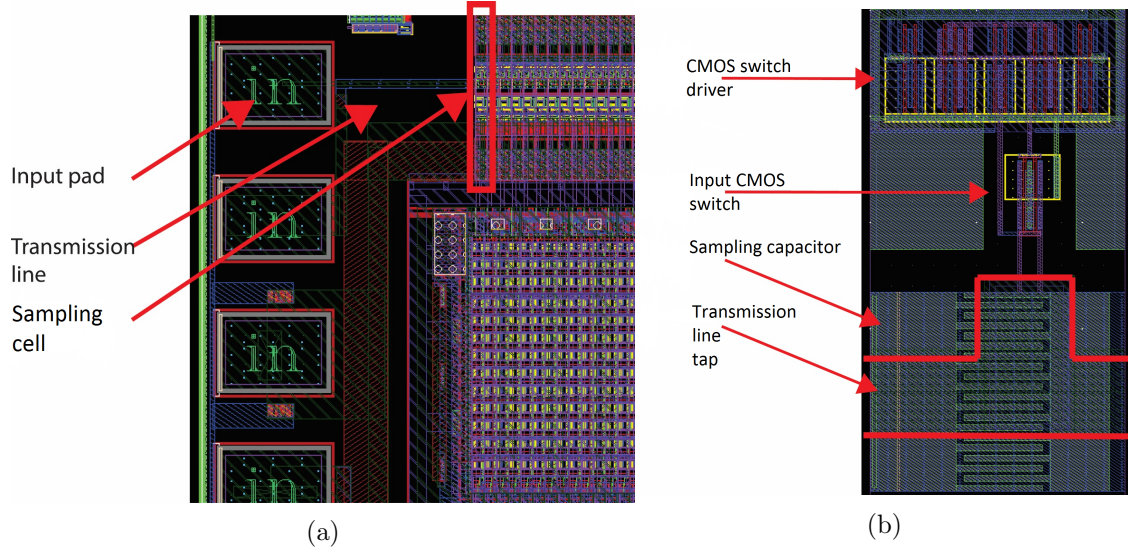 in
in
in
in
Input pad
Transmission
line
Sampling
cell
(a)
CMOS switch
driver
Input CMOS
switch
Sampling capacitor
Transmission
line
tap
(b)